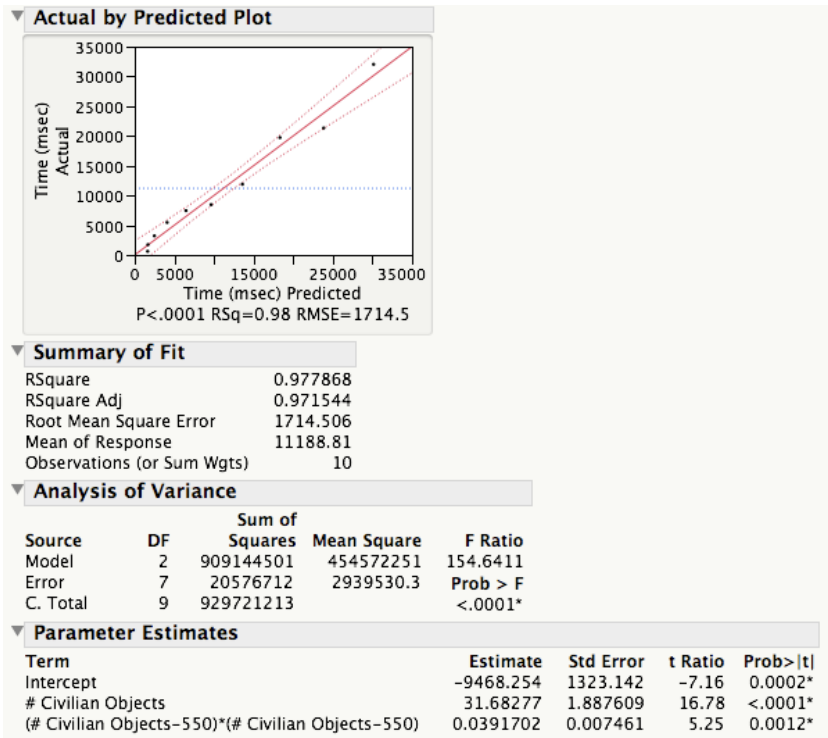 Actual by Predicted Plot
35000
30000
25000
20000
15000
10000
5000
0
Time (msec)
Actual
0 5000 15000 25000 35000
Time (msec) Predicted
P<.0001 RSq=0.98 RMSE=1714.5
Summary of Fit
RSquare 0.977868
RSquare Adj 0.971544
Root Mean Square Error 1714.506
Mean of Response 11188.81
Observations (or Sum Wgts) 10
Analysis of Variance
Sum of
Source DF Squares Mean Square F Ratio
Model 2 909144501 454572251 154.6411
Error 7 20576712 2939530.3 Prob > F
C. Total 9 929721213 <.0001*
Parameter Estimates
Term Estimate Std Error t Ratio Prob>|t|
Intercept -9468.254 1323.142 -7.16 0.0002*
# Civilian Objects 31.68277 1.887609 16.78 <.0001*
(# Civilian Objects-550)*(# Civilian Objects-550) 0.0391702 0.007461 5.25 0.0012*